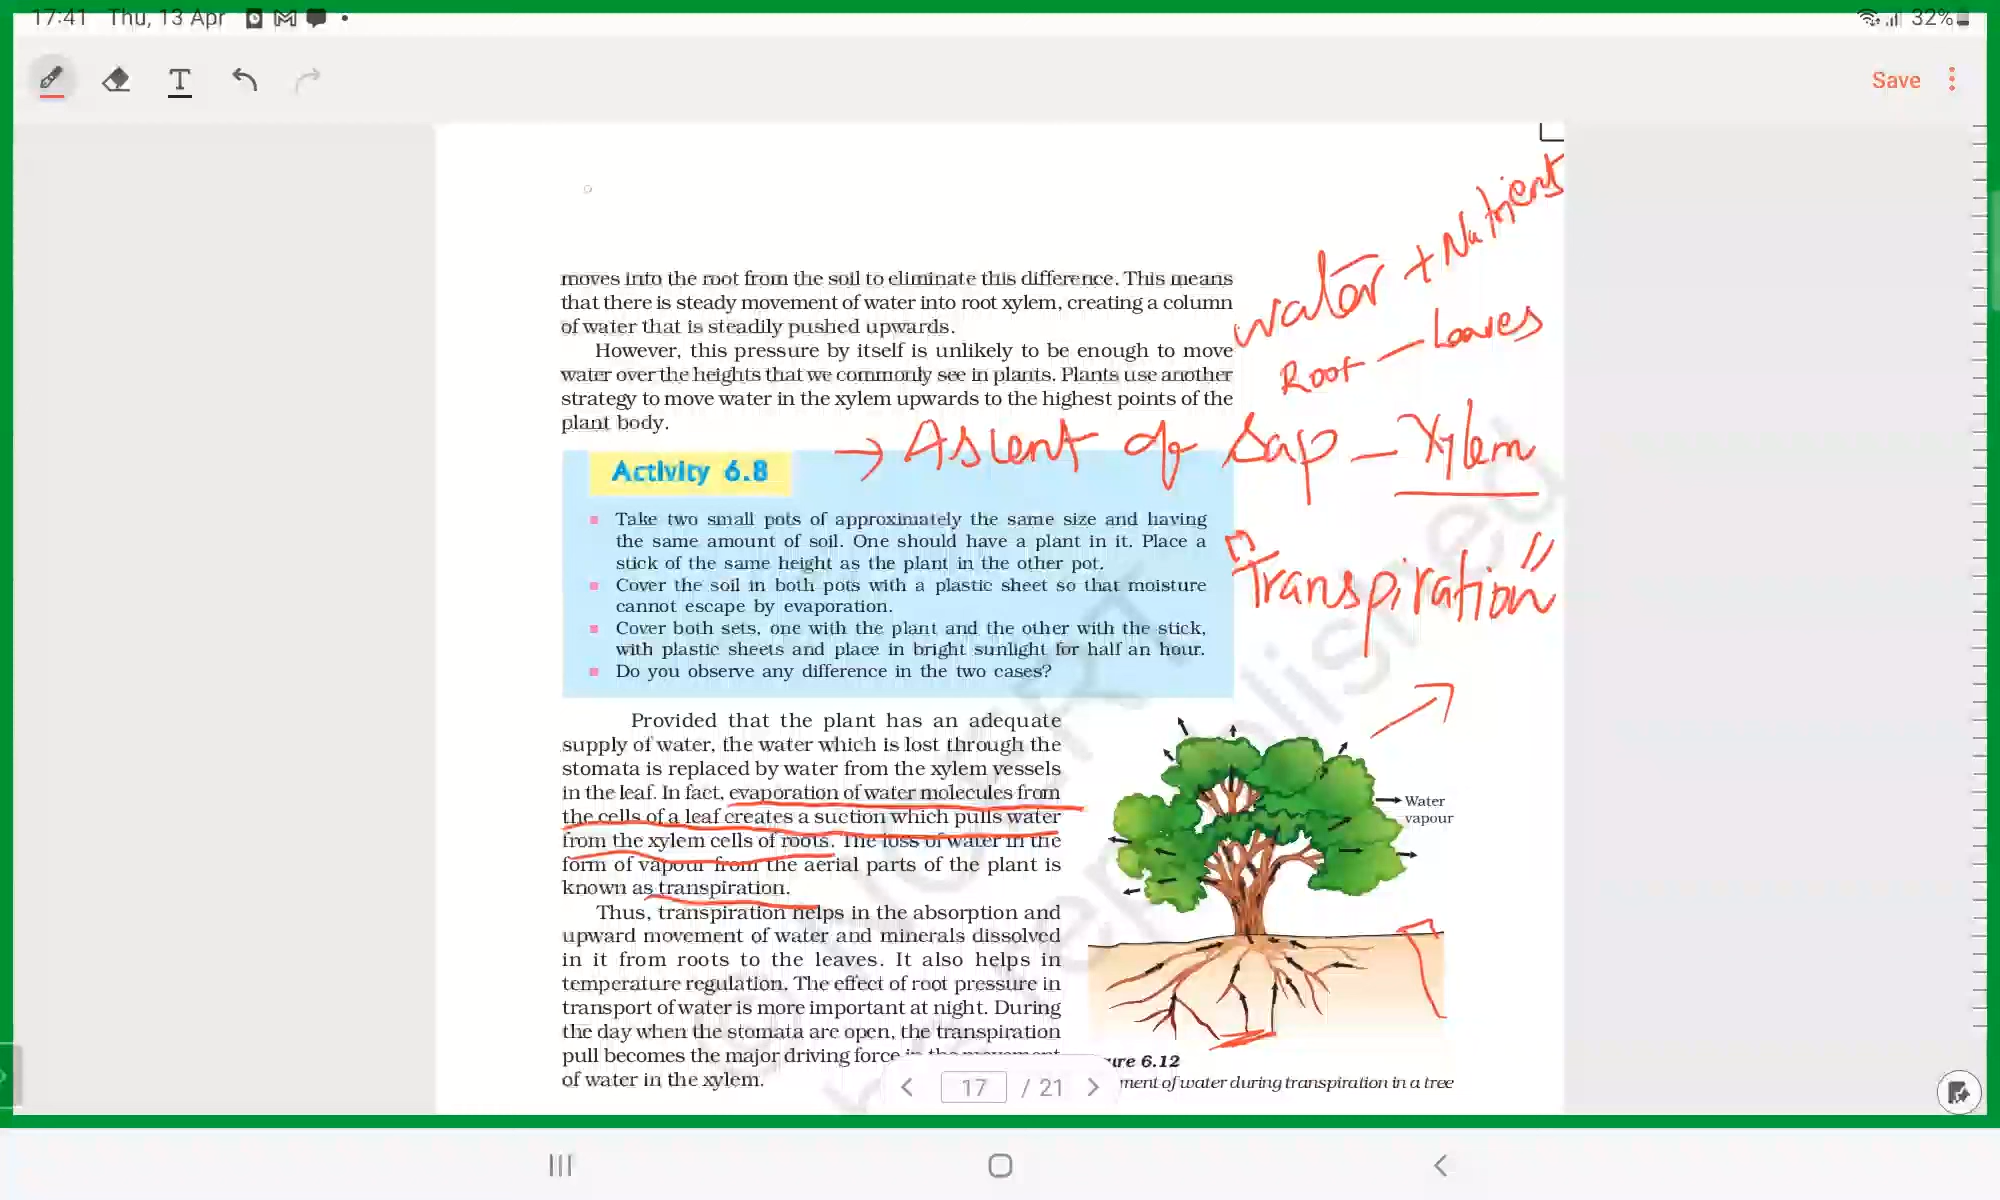 17:41 Thu, 13 Apr
32%
Save
moves into the root from the soil to eliminate this difference. This means
that there is steady movement of water into root xylem, creating a column
of water that is steadily pushed upwards.
However, this pressure by itself is unlikely to be enough to move
water over the heights that we commonly see in plants. Plants use another
strategy to move water in the xylem upwards to the highest points of the
plant body.
water + Nutrient
Root — Leaves
→ Ascent of Sap – Xylem
"Transpiration"
Activity 6.8
Take two small pots of approximately the same size and having
the same amount of soil. One should have a plant in it. Place a
stick of the same height as the plant in the other pot.
Cover the soil in both pots with a plastic sheet so that moisture
cannot escape by evaporation.
Cover both sets, one with the plant and the other with the stick,
with plastic sheets and place in bright sunlight for half an hour.
Do you observe any difference in the two cases?
Provided that the plant has an adequate
supply of water, the water which is lost through the
stomata is replaced by water from the xylem vessels
in the leaf. In fact, evaporation of water molecules from
the cells of a leaf creates a suction which pulls water
from the xylem cells of roots. The loss of water in the
form of vapour from the aerial parts of the plant is
known as transpiration.
Thus, transpiration helps in the absorption and
upward movement of water and minerals dissolved
in it from roots to the leaves. It also helps in
temperature regulation. The effect of root pressure in
transport of water is more important at night. During
the day when the stomata are open, the transpiration
pull becomes the major driving force in the movement
of water in the xylem.
Water
vapour
ure 6.12
ment of water during transpiration in a tree
17 / 21
republished